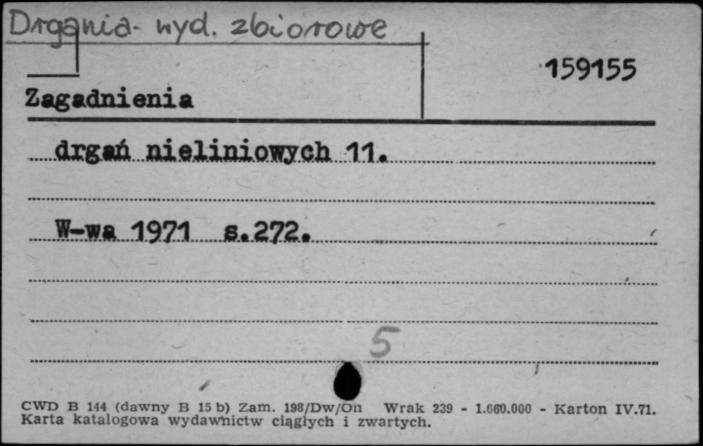 Drgania- wyd. zbiorowe
159155
Zagadnienia
drgań nieliniowych 11.
W-wa 1971 s.272.
5
CWD B 144 (dawny B 15 b) Zam. 198/Dw/On Wrak 239 - 1.660.000 - Karton IV.71.
Karta katalogowa wydawnictw ciągłych i zwartych.